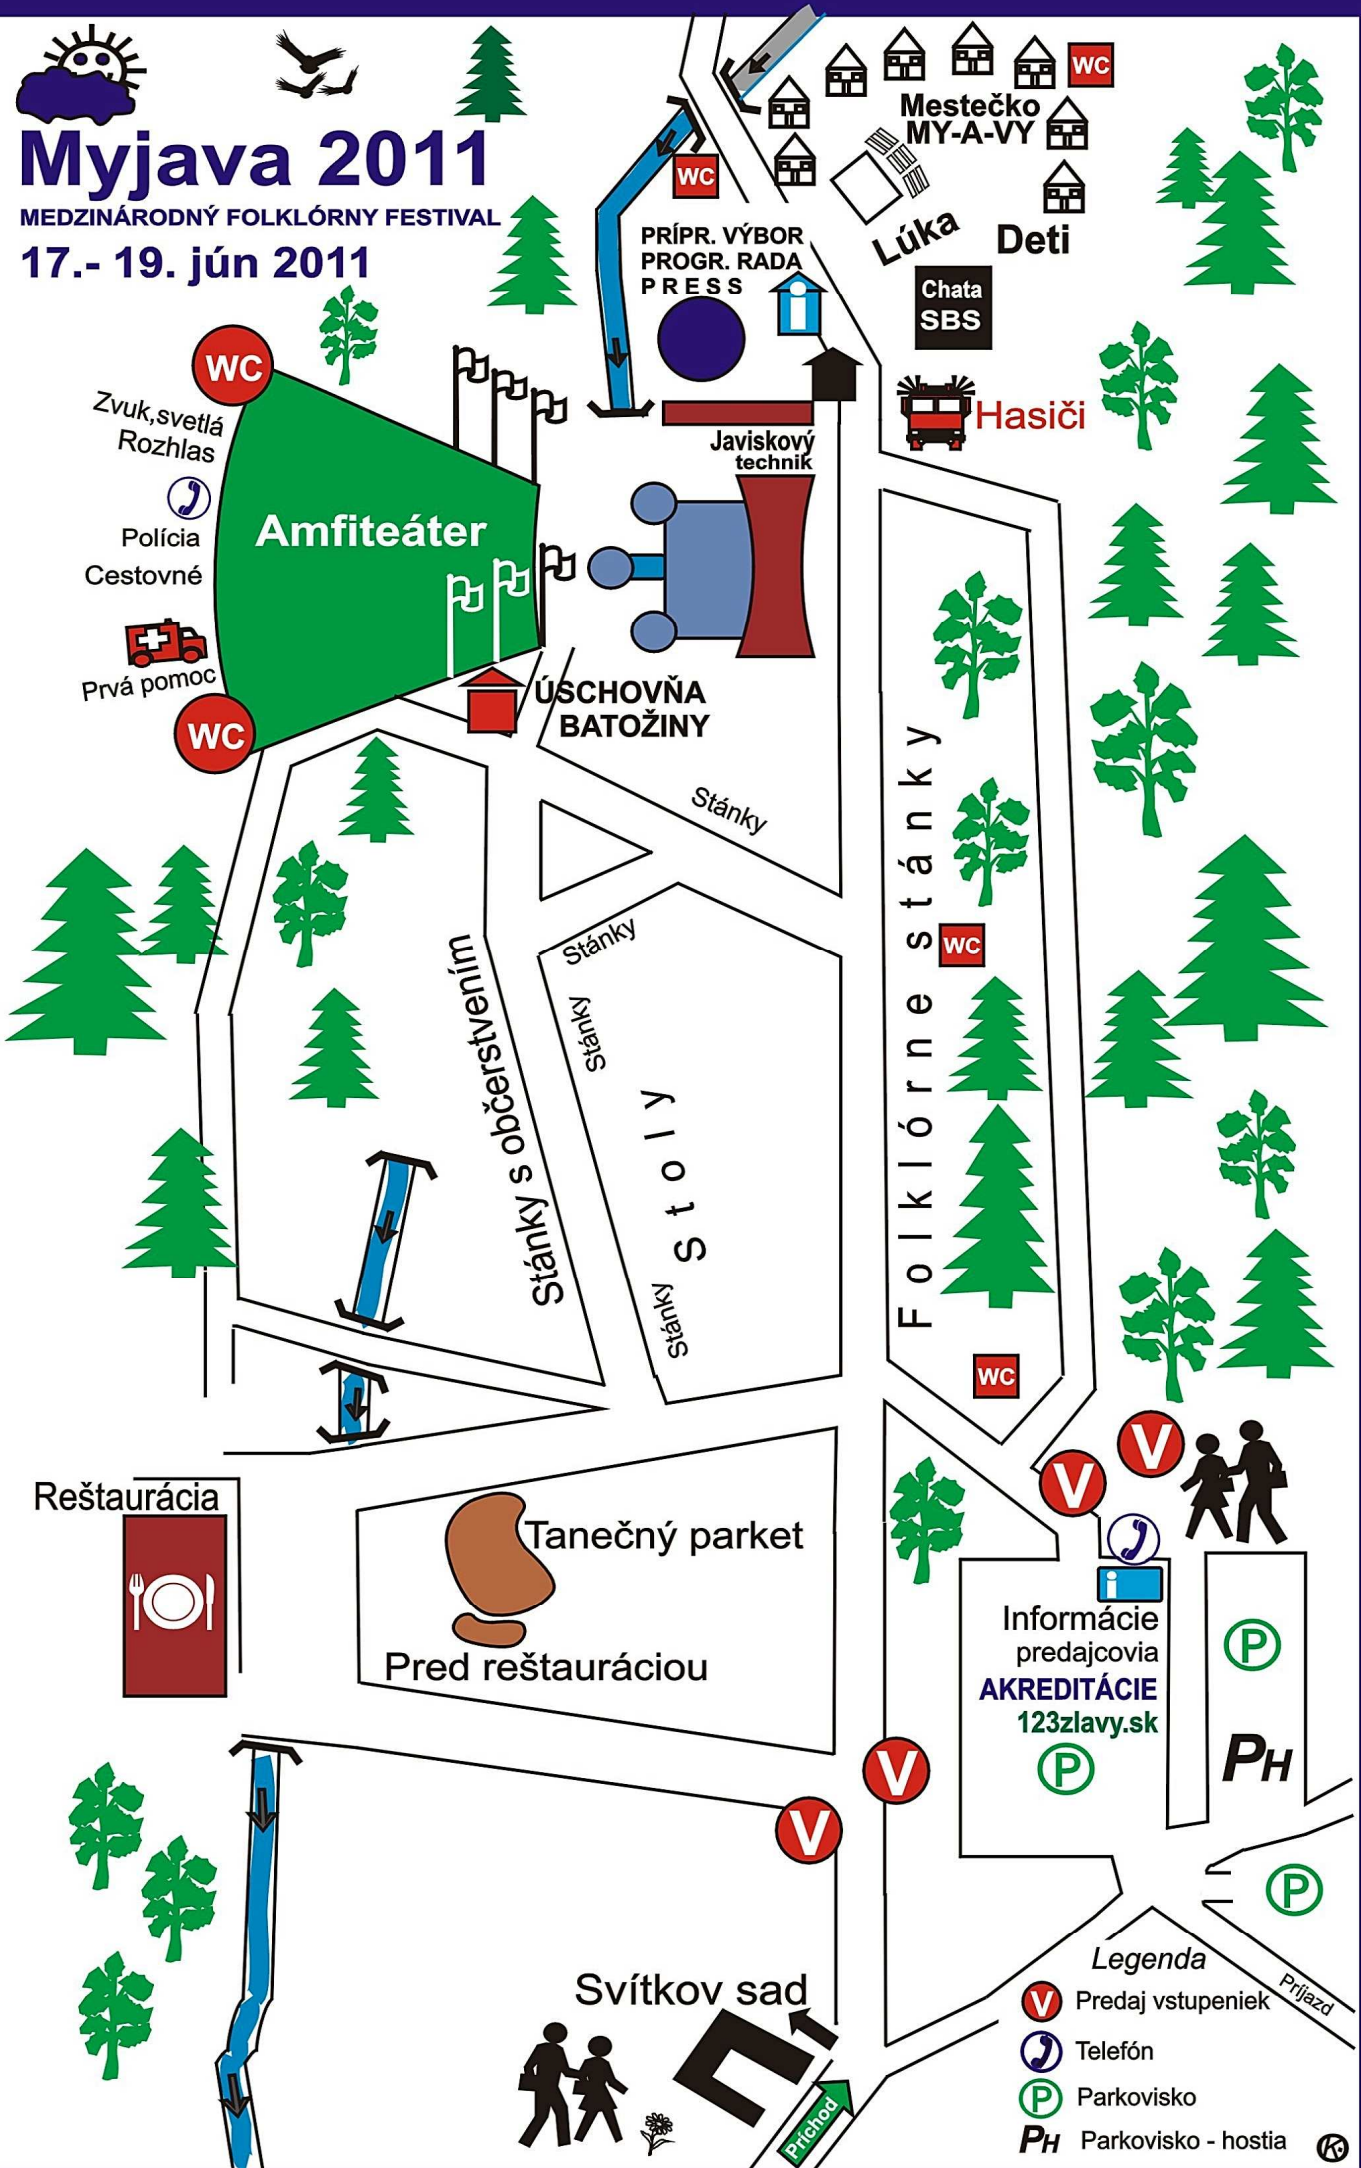 Myjava 2011
MEDZINÁRODNÝ FOLKLÓRNY FESTIVAL
17.- 19. jún 2011
WC
Mestečko
MY-A-VY
WC
Lúka
Deti
PRÍPR. VÝBOR
PROGR. RADA
PRESS
i
Chata
SBS
Hasiči
WC
Zvuk,svetlá
Rozhlas
Polícia
Cestovné
Prvá pomoc
WC
Amfiteáter
Javiskový
technik
ÚSCHOVŇA
BATOŽINY
Stánky
Stánky
Stánky
Stánky
Stánky s občerstvením
Stoly
Folklórne stánky
WC
WC
V
V
Reštaurácia
Tanečný parket
Pred reštauráciou
i
Informácie
predajcovia
AKREDITÁCIE
123zlavy.sk
P
P
PH
V
V
P
Svítkov sad
Príchod
Príjazd
Legenda
V Predaj vstupeniek
Telefón
P Parkovisko
PH Parkovisko - hostia
K